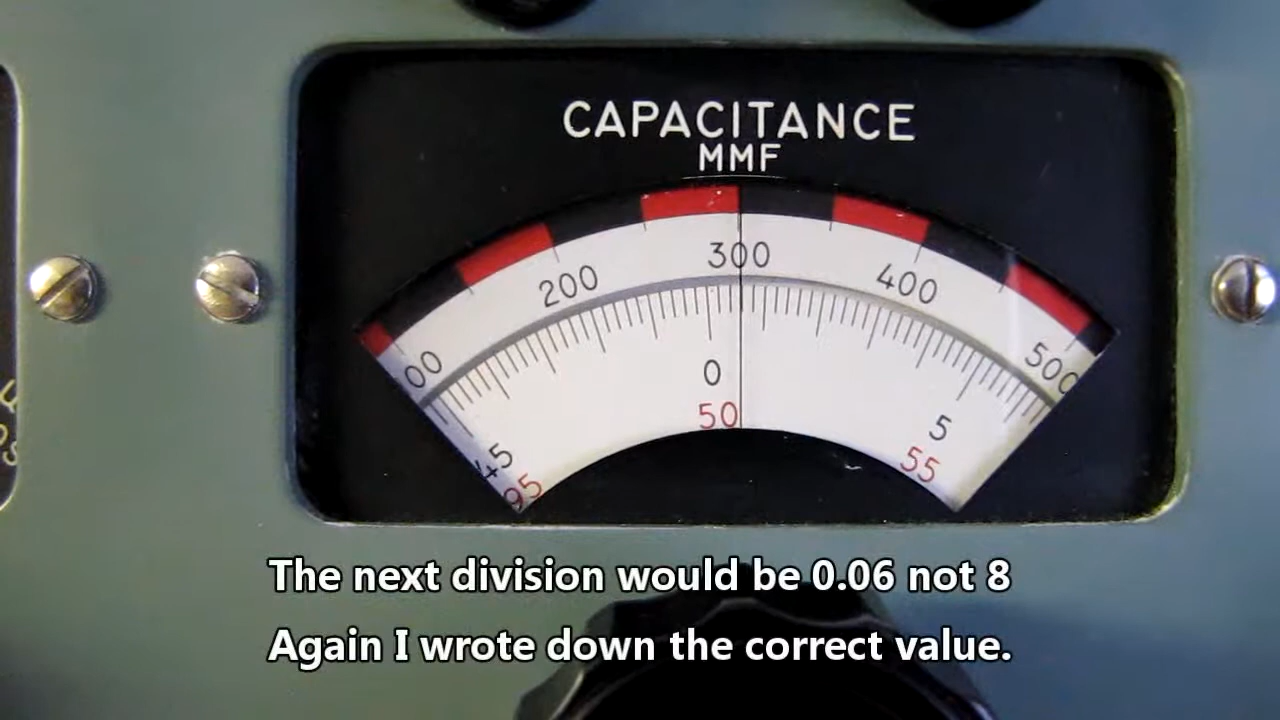 CAPACITANCE
MMF
200
300
400
00
500
0
50
5
55
45
95
The next division would be 0.06 not 8
Again I wrote down the correct value.